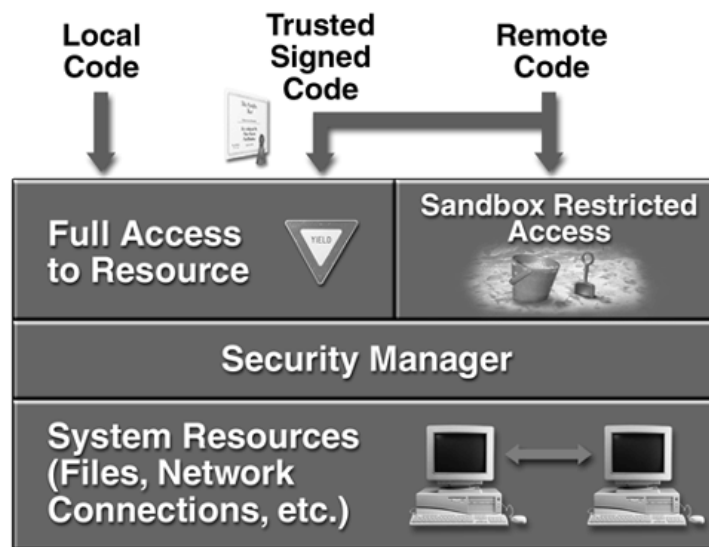 Local
Code
Trusted
Signed
Code
Remote
Code
Full Access
to Resource
YIELD
Sandbox Restricted
Access
Security Manager
System Resources
(Files, Network
Connections, etc.)